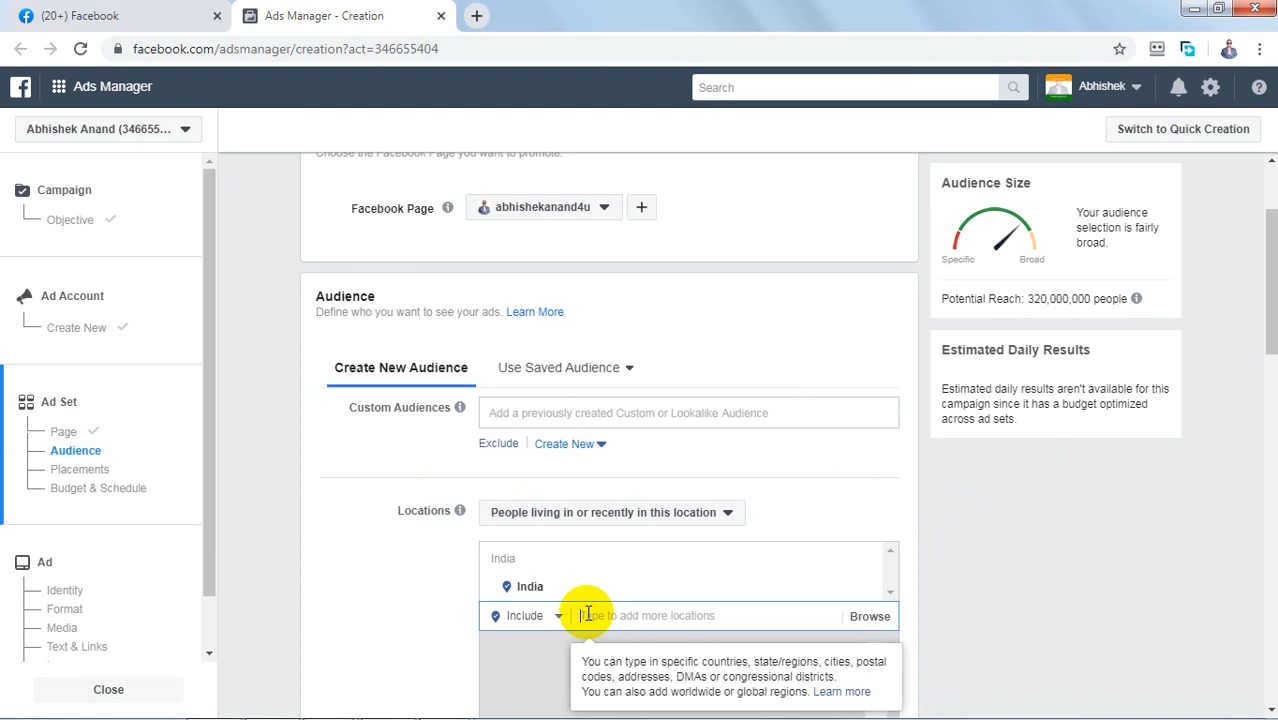 (20+) Facebook
Ads Manager - Creation
facebook.com/adsmanager/creation?act=346655404
Ads Manager
Search
Abhishek
Abhishek Anand (346655...
Switch to Quick Creation
Campaign
Objective
Ad Account
Create New
Ad Set
Page
Audience
Placements
Budget & Schedule
Ad
Identity
Format
Media
Text & Links
Close
Choose the Facebook Page you want to promote.
Facebook Page
abhishekanand4u
Audience
Define who you want to see your ads. Learn More
Create New Audience
Use Saved Audience
Custom Audiences
Add a previously created Custom or Lookalike Audience
Exclude
Create New
Locations
People living in or recently in this location
India
India
Include
Type to add more locations
Browse
You can type in specific countries, state/regions, cities, postal
codes, addresses, DMAs or congressional districts.
You can also add worldwide or global regions. Learn more
Audience Size
Your audience
selection is fairly
broad.
Specific
Broad
Potential Reach: 320,000,000 people
Estimated Daily Results
Estimated daily results aren't available for this
campaign since it has a budget optimized
across ad sets.